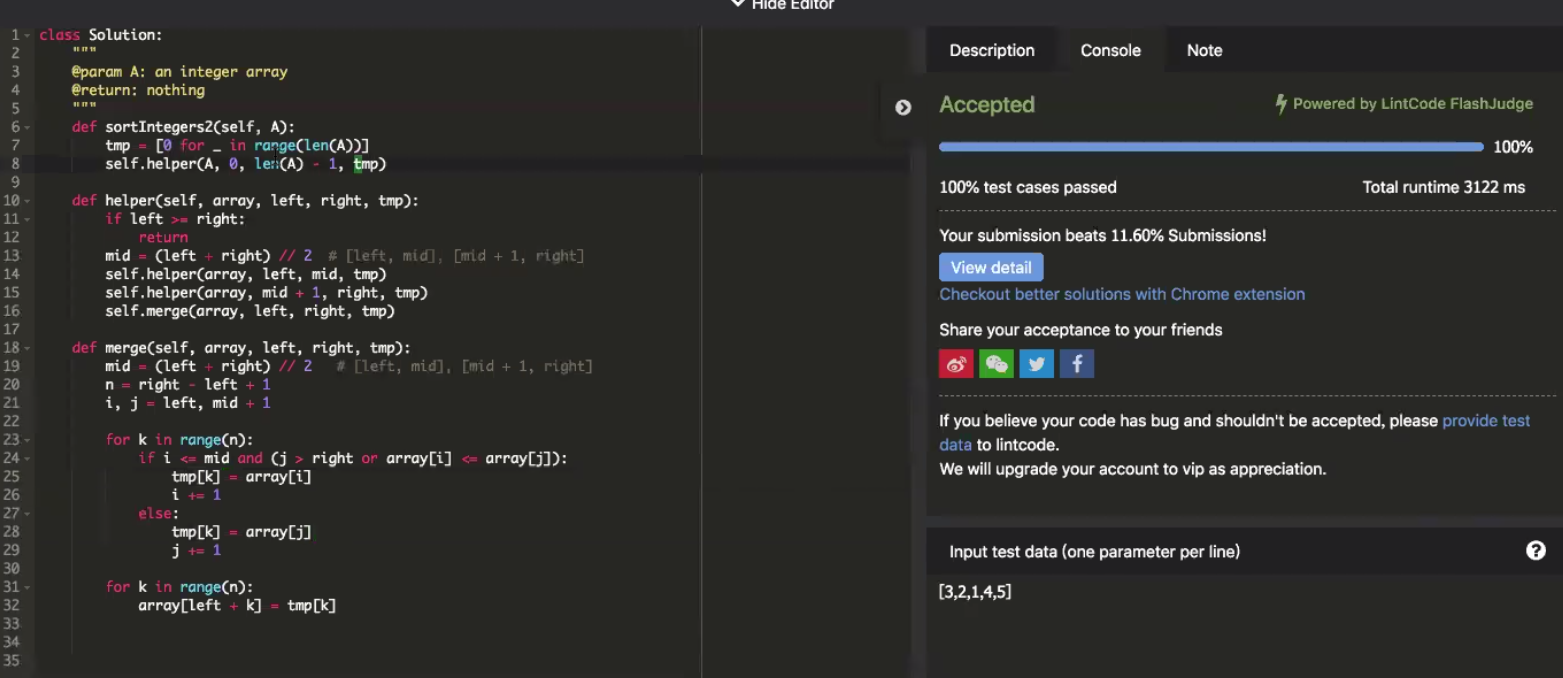 Hide Editor
1 class Solution:
2 """
3 @param A: an integer array
4 @return: nothing
5 """
6 def sortIntegers2(self, A):
7 tmp = [0 for _ in range(len(A))]
8 self.helper(A, 0, len(A) - 1, tmp)
9
10 def helper(self, array, left, right, tmp):
11 if left >= right:
12 return
13 mid = (left + right) // 2 # [left, mid], [mid + 1, right]
14 self.helper(array, left, mid, tmp)
15 self.helper(array, mid + 1, right, tmp)
16 self.merge(array, left, right, tmp)
17
18 def merge(self, array, left, right, tmp):
19 mid = (left + right) // 2 # [left, mid], [mid + 1, right]
20 n = right - left + 1
21 i, j = left, mid + 1
22
23 for k in range(n):
24 if i <= mid and (j > right or array[i] <= array[j]):
25 tmp[k] = array[i]
26 i += 1
27 else:
28 tmp[k] = array[j]
29 j += 1
30
31 for k in range(n):
32 array[left + k] = tmp[k]
33
34
35
Description Console Note
Accepted Powered by LintCode FlashJudge
100%
100% test cases passed Total runtime 3122 ms
Your submission beats 11.60% Submissions!
View detail
Checkout better solutions with Chrome extension
Share your acceptance to your friends
If you believe your code has bug and shouldn't be accepted, please provide test
data to lintcode.
We will upgrade your account to vip as appreciation.
Input test data (one parameter per line)
[3,2,1,4,5]